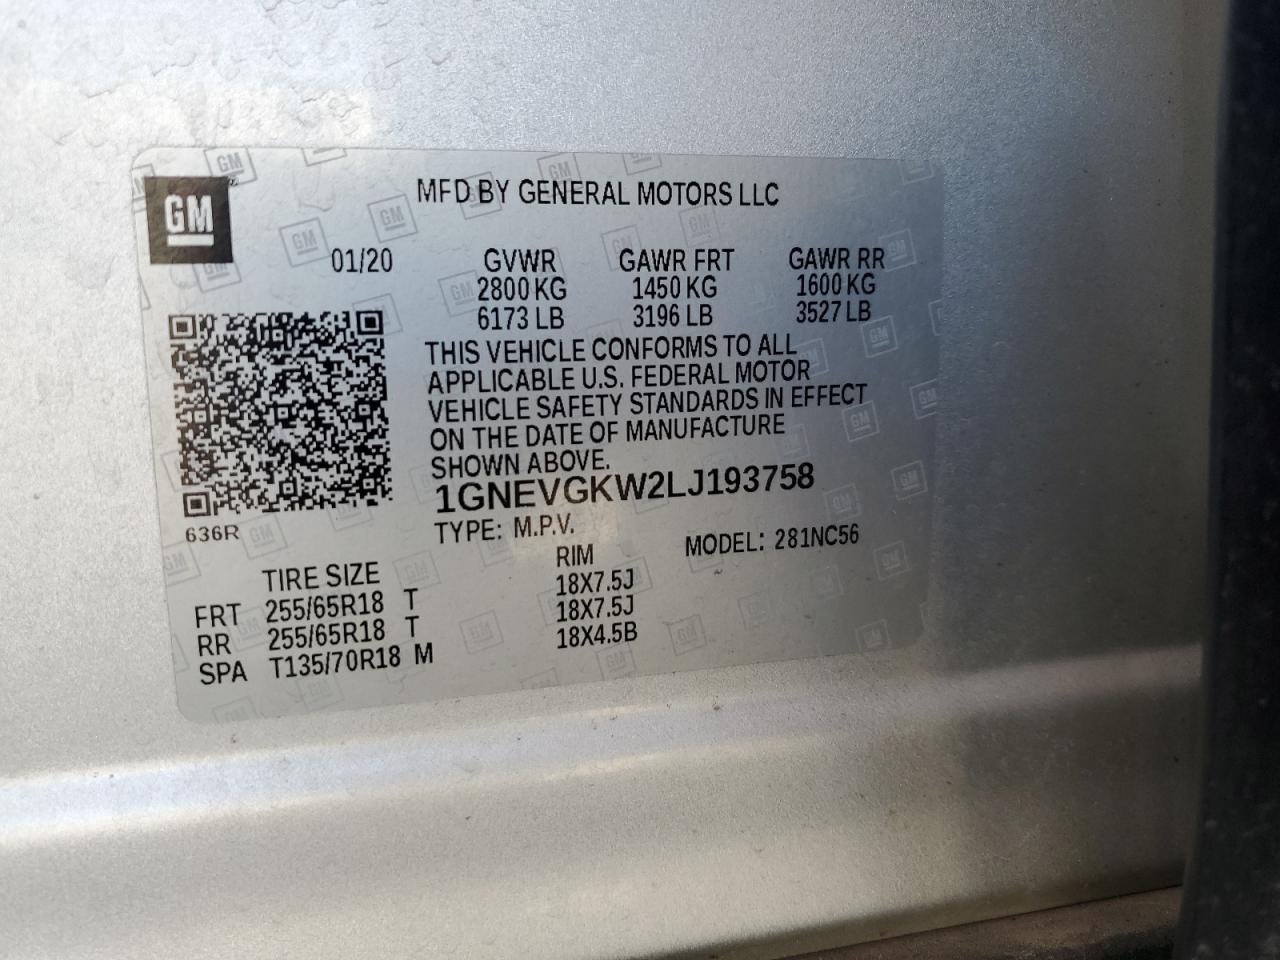 GM
MFD BY GENERAL MOTORS LLC
01/20 GVWR GAWR FRT GAWR RR
2800 KG 1450 KG 1600 KG
6173 LB 3196 LB 3527 LB
THIS VEHICLE CONFORMS TO ALL
APPLICABLE U.S. FEDERAL MOTOR
VEHICLE SAFETY STANDARDS IN EFFECT
ON THE DATE OF MANUFACTURE
SHOWN ABOVE.
1GNEVGKW2LJ193758
636R
TYPE: M.P.V. MODEL: 281NC56
TIRE SIZE RIM
FRT 255/65R18 T 18X7.5J
RR 255/65R18 T 18X7.5J
SPA T135/70R18 M 18X4.5B